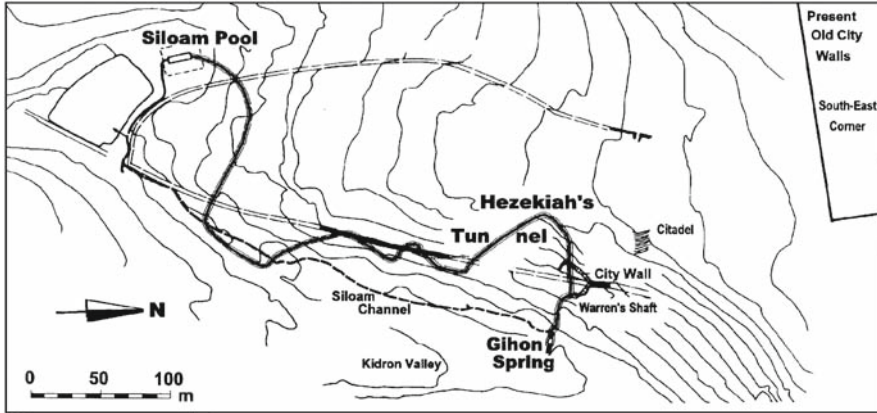 Siloam Pool
Present
Old City
Walls
South-East
Corner
Hezekiah's
Tun nel
Citadel
City Wall
Warren's Shaft
Siloam
Channel
N
Gihon
Spring
Kidron Valley
0 50 100
m